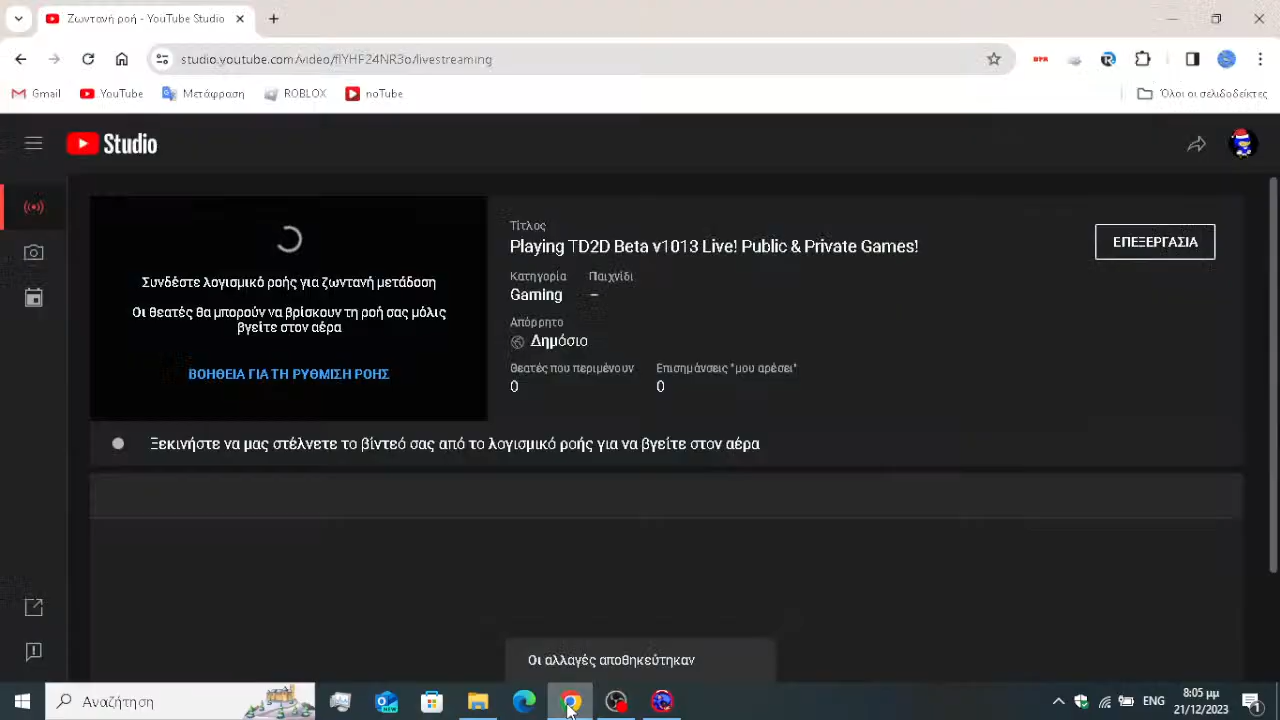 Ζωντανή ροή - YouTube Studio
studio.youtube.com/video/flYHF24NR3o/livestreaming
Gmail
YouTube
Μετάφραση
ROBLOX
noTube
Όλοι οι σελιδοδείκτες
Studio
Συνδέστε λογισμικό ροής για ζωντανή μετάδοση
Οι θεατές θα μπορούν να βρίσκουν τη ροή σας μόλις
βγείτε στον αέρα
ΒΟΗΘΕΙΑ ΓΙΑ ΤΗ ΡΥΘΜΙΣΗ ΡΟΗΣ
Τίτλος
Playing TD2D Beta v1013 Live! Public & Private Games!
ΕΠΕΞΕΡΓΑΣΙΑ
Κατηγορία Παιχνίδι
Gaming –
Απόρρητο
Δημόσιο
Θεατές που περιμένουν Επισημάνσεις "μου αρέσει"
0 0
Ξεκινήστε να μας στέλνετε το βίντεό σας από το λογισμικό ροής για να βγείτε στον αέρα
Οι αλλαγές αποθηκεύτηκαν
Αναζήτηση
ENG
8:05 μμ
21/12/2023